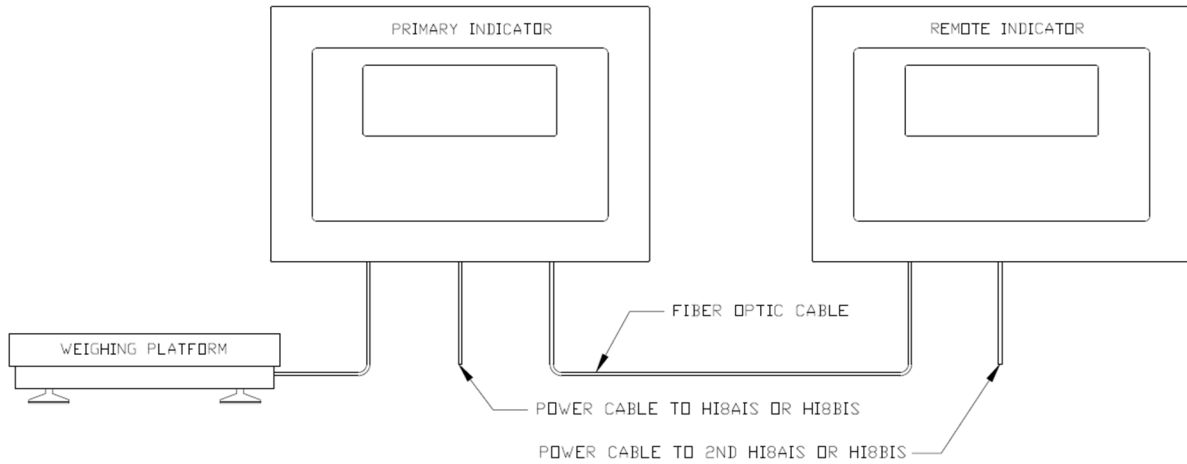 PRIMARY INDICATOR
REMOTE INDICATOR
FIBER OPTIC CABLE
WEIGHING PLATFORM
POWER CABLE TO HI8AIS OR HI8BIS
POWER CABLE TO 2ND HI8AIS OR HI8BIS